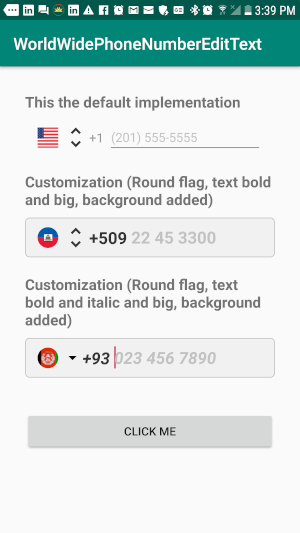 3:39 PM
WorldWidePhoneNumberEditText
This the default implementation
+1 (201) 555-5555
Customization (Round flag, text bold
and big, background added)
+509 22 45 3300
Customization (Round flag, text
bold and italic and big, background
added)
+93 023 456 7890
CLICK ME